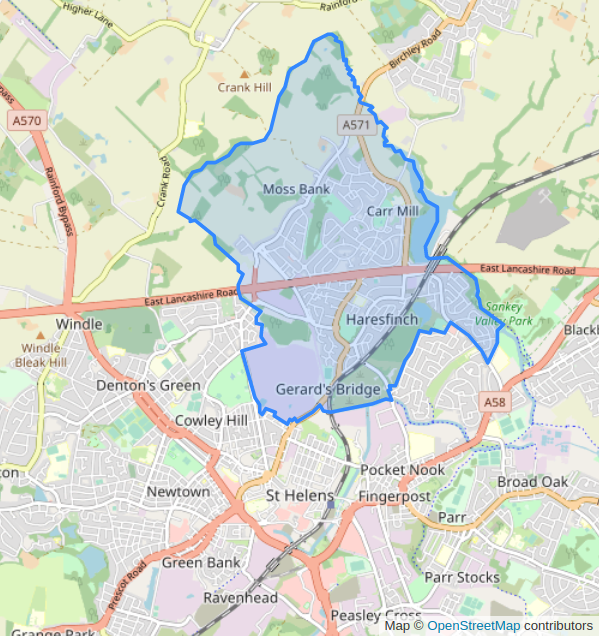 Higher Lane
Rainford
Birchley Road
Crank Hill
A570
A571
Rainford Bypass
Crank Road
Moss Bank
Carr Mill
East Lancashire Road
East Lancashire Road
Windle
Sankey
Valley Park
Haresfinch
Windle
Bleak Hill
Denton's Green
Gerard's Bridge
A58
Cowley Hill
Pocket Nook
Newtown
St Helens
Fingerpost
Broad Oak
Parr
Green Bank
Prescot Road
Parr Stocks
Ravenhead
Peasley Cross
Grange Park
Map © OpenStreetMap contributors